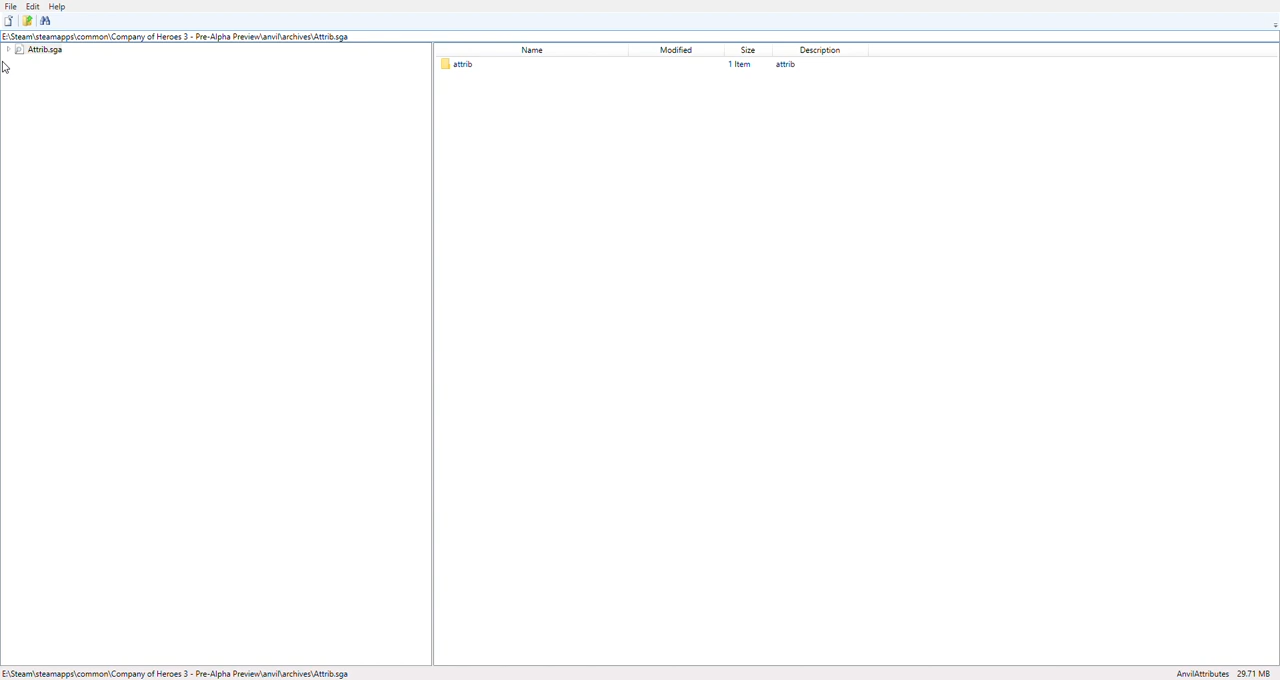 File Edit Help
E:\Steam\steamapps\common\Company of Heroes 3 - Pre-Alpha Preview\anvil\archives\Attrib.sga
Attrib.sga
Name Modified Size Description
attrib 1 Item attrib
E:\Steam\steamapps\common\Company of Heroes 3 - Pre-Alpha Preview\anvil\archives\Attrib.sga AnvilAttributes 29.71 MB